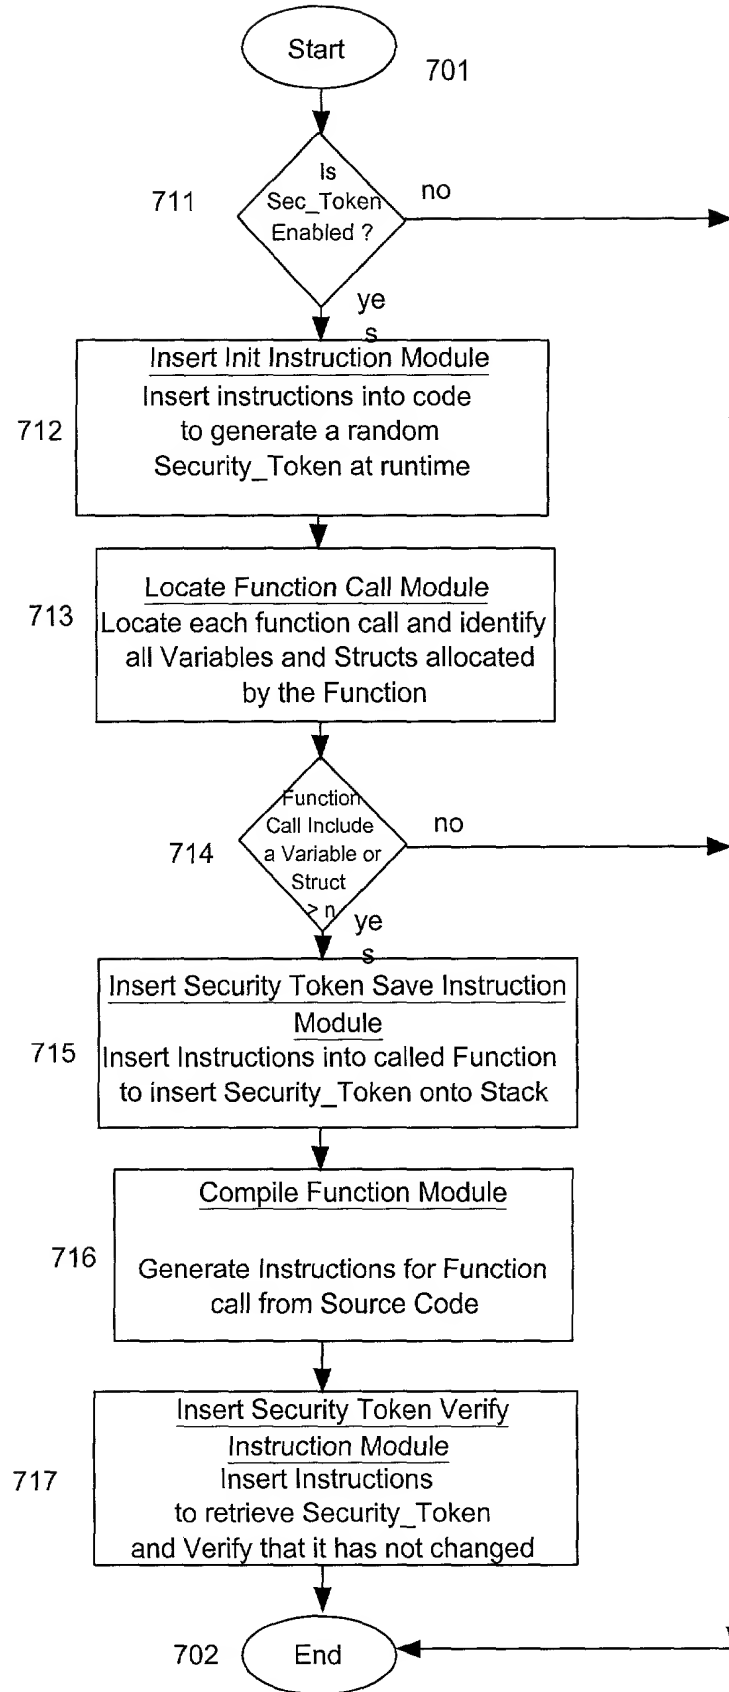 Start
701
Is
Sec_Token
Enabled ?
711
no
ye
s
Insert Init Instruction Module
Insert instructions into code
to generate a random
Security_Token at runtime
712
Locate Function Call Module
Locate each function call and identify
all Variables and Structs allocated
by the Function
713
Function
Call Include
a Variable or
Struct
> n
714
no
ye
s
Insert Security Token Save Instruction
Module
Insert Instructions into called Function
to insert Security_Token onto Stack
715
Compile Function Module
Generate Instructions for Function
call from Source Code
716
Insert Security Token Verify
Instruction Module
Insert Instructions
to retrieve Security_Token
and Verify that it has not changed
717
702
End